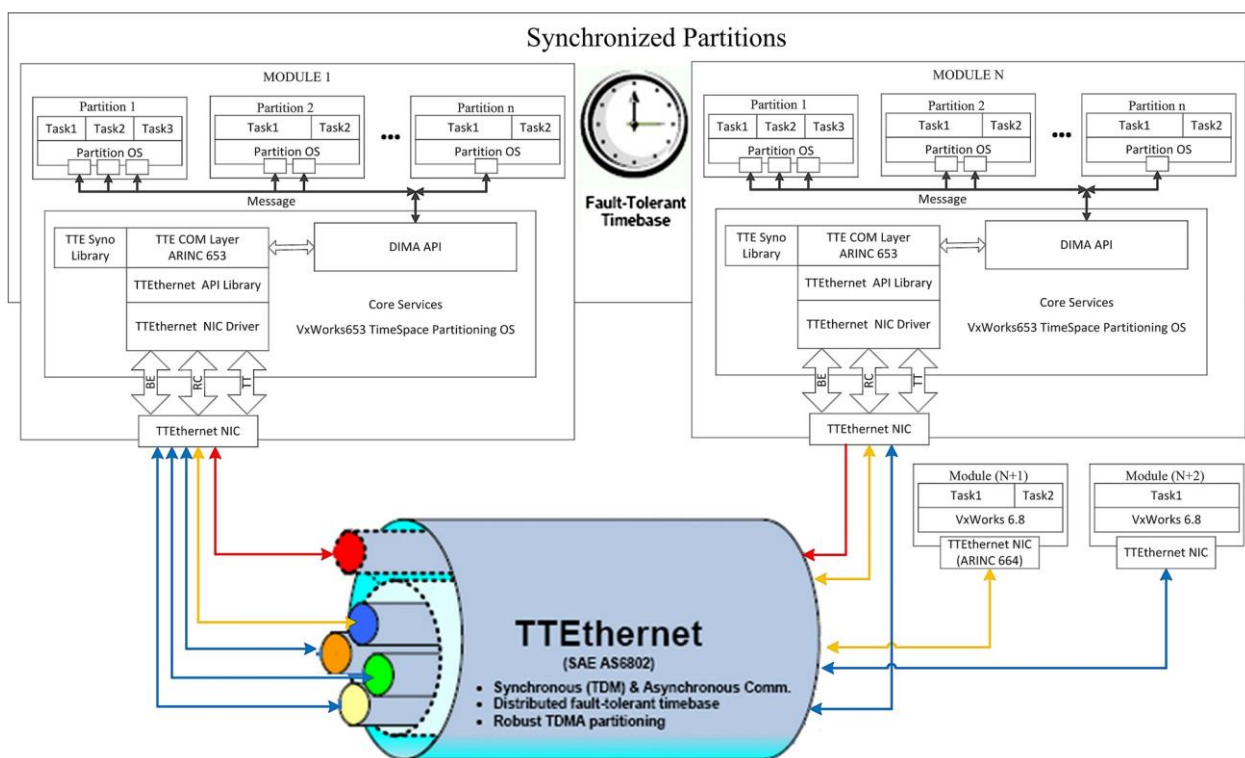 Synchronized Partitions
MODULE 1
Partition 1
Task1 Task2 Task3
Partition OS
Partition 2
Task1 Task2
Partition OS
•••
Partition n
Task1 Task2
Partition OS
Message
TTE Syno
Library
TTE COM Layer
ARINC 653
DIMA API
TTEthernet API Library
TTEthernet NIC Driver
Core Services
VxWorks653 TimeSpace Partitioning OS
BE
RC
TT
TTEthernet NIC
Fault-Tolerant
Timebase
MODULE N
Partition 1
Task1 Task2 Task3
Partition OS
Partition 2
Task1 Task2
Partition OS
•••
Partition n
Task1 Task2
Partition OS
Message
TTE Syno
Library
TTE COM Layer
ARINC 653
DIMA API
TTEthernet API Library
TTEthernet NIC Driver
Core Services
VxWorks653 TimeSpace Partitioning OS
BE
RC
TT
TTEthernet NIC
Module (N+1)
Task1 Task2
VxWorks 6.8
TTEthernet NIC
(ARINC 664)
Module (N+2)
Task1
VxWorks 6.8
TTEthernet NIC
TTEthernet
(SAE AS6802)
• Synchronous (TDM) & Asynchronous Comm.
• Distributed fault-tolerant timebase
• Robust TDMA partitioning